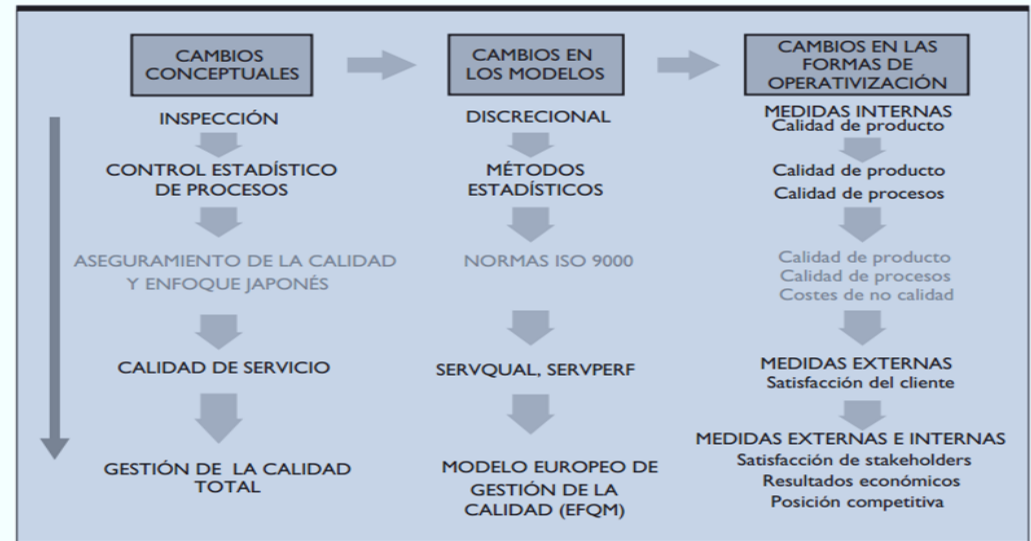 CAMBIOS
CONCEPTUALES
CAMBIOS EN
LOS MODELOS
CAMBIOS EN LAS
FORMAS DE
OPERATIVIZACIÓN
INSPECCIÓN
DISCRECIONAL
MEDIDAS INTERNAS
Calidad de producto
CONTROL ESTADÍSTICO
DE PROCESOS
MÉTODOS
ESTADÍSTICOS
Calidad de producto
Calidad de procesos
ASEGURAMIENTO DE LA CALIDAD
Y ENFOQUE JAPONÉS
NORMAS ISO 9000
Calidad de producto
Calidad de procesos
Costes de no calidad
CALIDAD DE SERVICIO
SERVQUAL, SERVPERF
MEDIDAS EXTERNAS
Satisfacción del cliente
GESTIÓN DE LA CALIDAD
TOTAL
MODELO EUROPEO DE
GESTIÓN DE LA
CALIDAD (EFQM)
MEDIDAS EXTERNAS E INTERNAS
Satisfacción de stakeholders
Resultados económicos
Posición competitiva